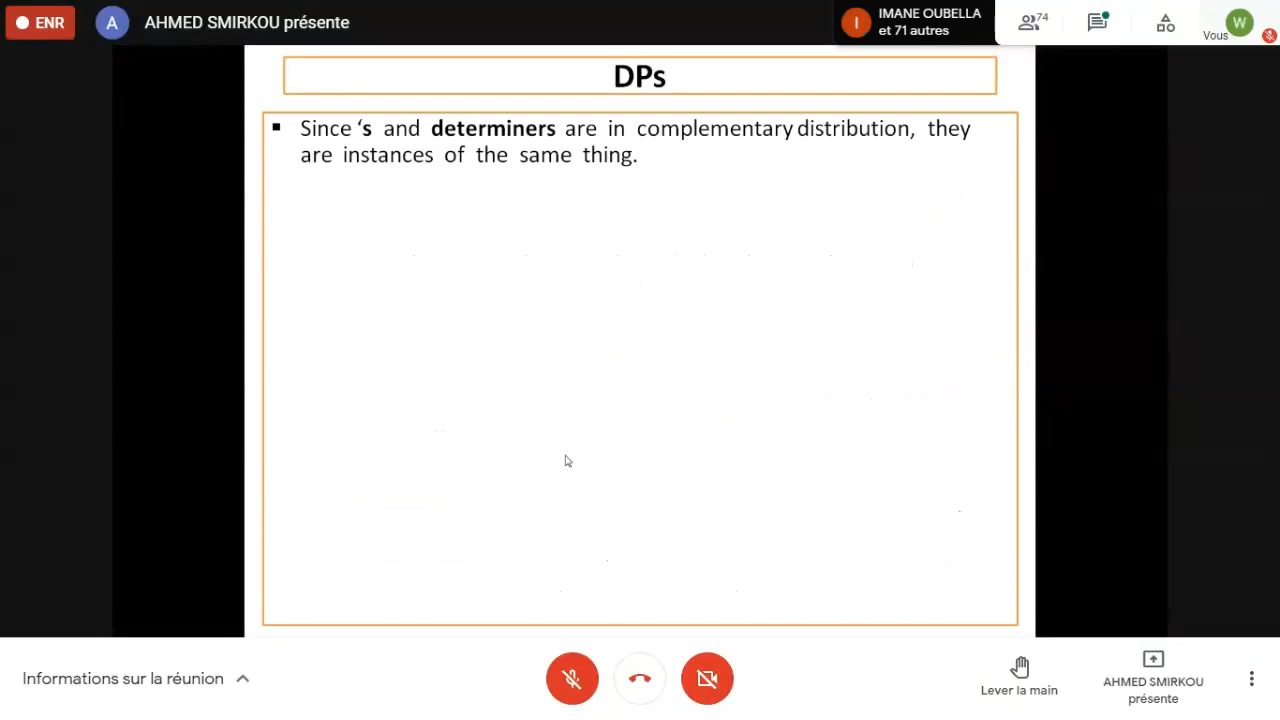 ENR
A
AHMED SMIRKOU présente
I
IMANE OUBELLA
et 71 autres
74
Vous
W
DPs
▪ Since ‘s and determiners are in complementary distribution, they
are instances of the same thing.
Informations sur la réunion
Lever la main
AHMED SMIRKOU
présente